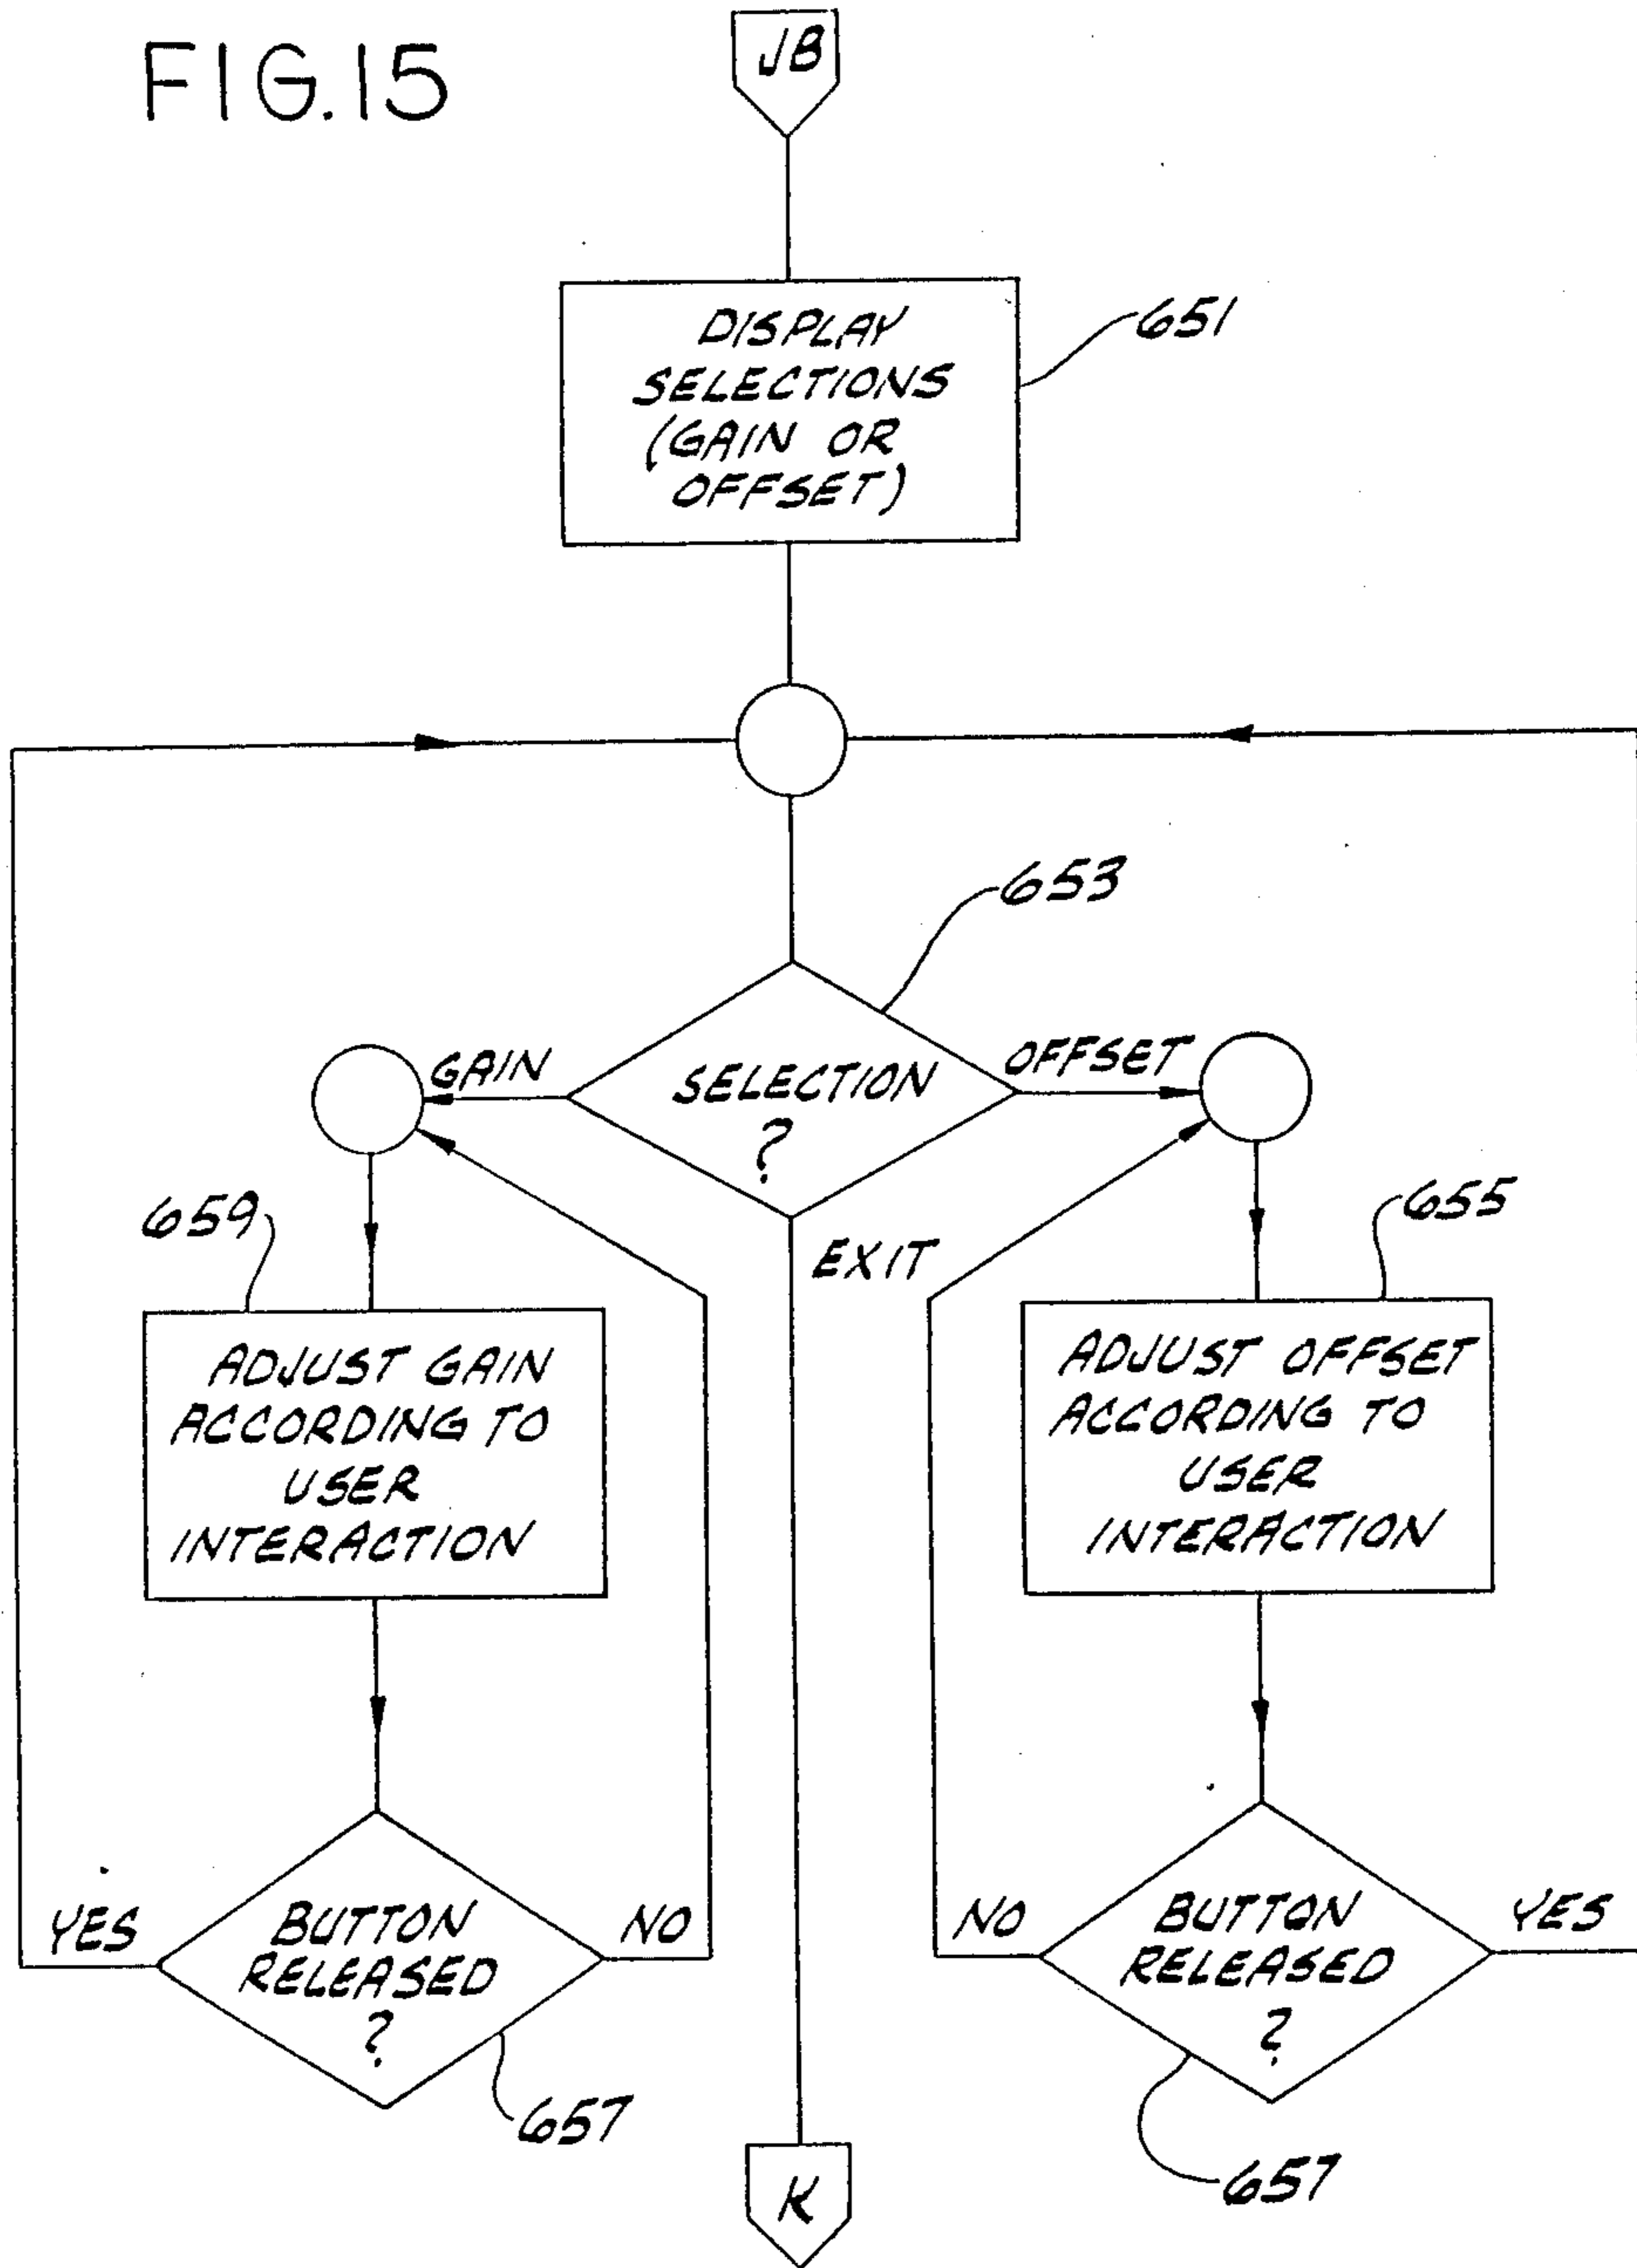 FIG.15
JB
DISPLAY
SELECTIONS
(GAIN OR
OFFSET)
651
653
GAIN
SELECTION
?
OFFSET
EXIT
659
ADJUST GAIN
ACCORDING TO
USER
INTERACTION
655
ADJUST OFFSET
ACCORDING TO
USER
INTERACTION
YES
BUTTON
RELEASED
?
NO
657
NO
BUTTON
RELEASED
?
YES
657
K